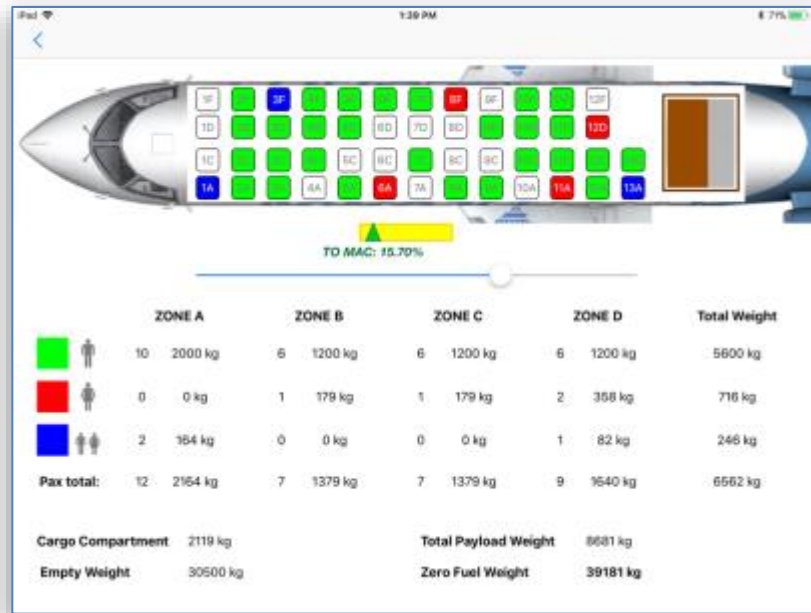 iPad 1:39 PM 71%
1F 3F 8F 9F 12F
1D 6D 7D 8D 12D
1C 5C 6C 8C 9C
1A 4A 6A 7A 10A 11A 13A
TO MAC: 15.70%
ZONE A ZONE B ZONE C ZONE D Total Weight
10 2000 kg 6 1200 kg 6 1200 kg 6 1200 kg 5600 kg
0 0 kg 1 179 kg 1 179 kg 2 358 kg 716 kg
2 164 kg 0 0 kg 0 0 kg 1 82 kg 246 kg
Pax total: 12 2164 kg 7 1379 kg 7 1379 kg 9 1640 kg 6562 kg
Cargo Compartment 2119 kg Total Payload Weight 8681 kg
Empty Weight 30500 kg Zero Fuel Weight 39181 kg